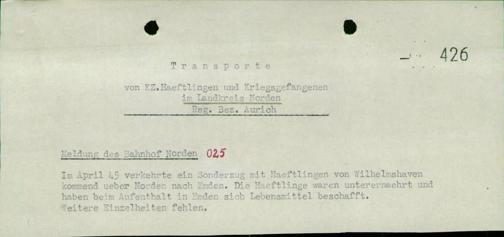 426
Transporte
von KZ.Haeftlingen und Kriegsgefangenen
im Landkreis Norden
Reg. Bez. Aurich
Meldung des Bahnhof Norden 025
Im April 45 verkehrte ein Sonderzug mit Haeftlingen von Wilhelmshaven
kommend ueber Norden nach Emden. Die Haeftlinge waren unterernaehrt und
haben beim Aufenthalt in Emden sich Lebensmittel beschafft.
Weitere Einzelheiten fehlen.